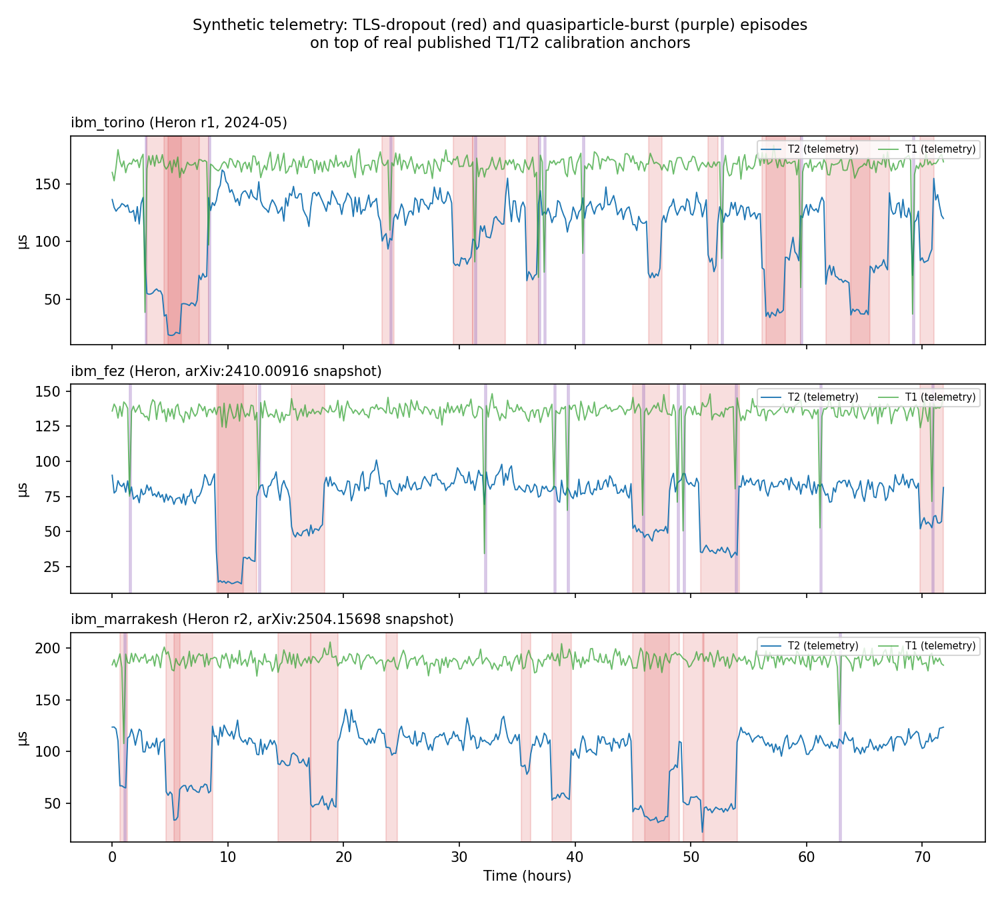 Synthetic telemetry: TLS-dropout (red) and quasiparticle-burst (purple) episodes
on top of real published T1/T2 calibration anchors
ibm_torino (Heron r1, 2024-05)
T2 (telemetry) T1 (telemetry)
150
100
50
µs
ibm_fez (Heron, arXiv:2410.00916 snapshot)
T2 (telemetry) T1 (telemetry)
150
125
100
75
50
25
µs
ibm_marrakesh (Heron r2, arXiv:2504.15698 snapshot)
T2 (telemetry) T1 (telemetry)
200
150
100
50
µs
0 10 20 30 40 50 60 70
Time (hours)